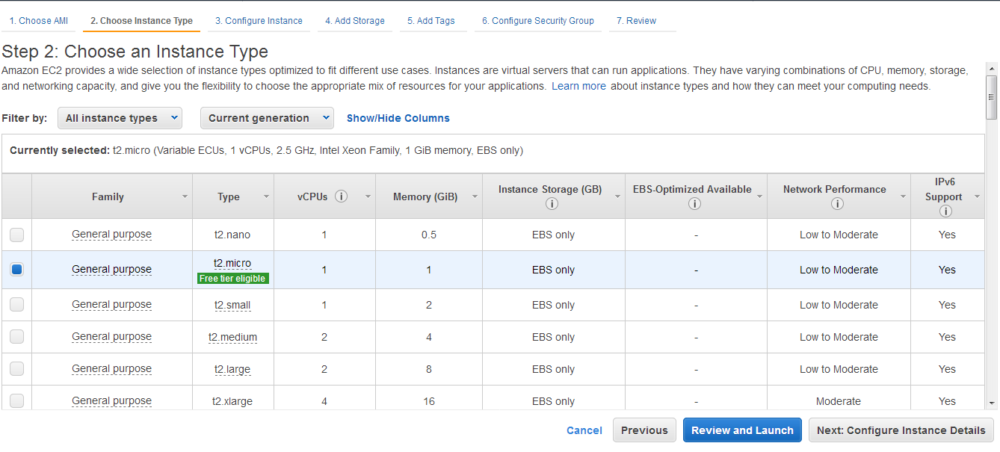 1. Choose AMI 2. Choose Instance Type 3. Configure Instance 4. Add Storage 5. Add Tags 6. Configure Security Group 7. Review
Step 2: Choose an Instance Type
Amazon EC2 provides a wide selection of instance types optimized to fit different use cases. Instances are virtual servers that can run applications. They have varying combinations of CPU, memory, storage,
and networking capacity, and give you the flexibility to choose the appropriate mix of resources for your applications. Learn more about instance types and how they can meet your computing needs.
Filter by: All instance types Current generation Show/Hide Columns
Currently selected: t2.micro (Variable ECUs, 1 vCPUs, 2.5 GHz, Intel Xeon Family, 1 GiB memory, EBS only)
Family Type vCPUs Memory (GiB) Instance Storage (GB) EBS-Optimized Available Network Performance IPv6
Support
General purpose t2.nano 1 0.5 EBS only - Low to Moderate Yes
General purpose t2.micro 1 1 EBS only - Low to Moderate Yes
Free tier eligible
General purpose t2.small 1 2 EBS only - Low to Moderate Yes
General purpose t2.medium 2 4 EBS only - Low to Moderate Yes
General purpose t2.large 2 8 EBS only - Low to Moderate Yes
General purpose t2.xlarge 4 16 EBS only - Moderate Yes
Cancel Previous Review and Launch Next: Configure Instance Details